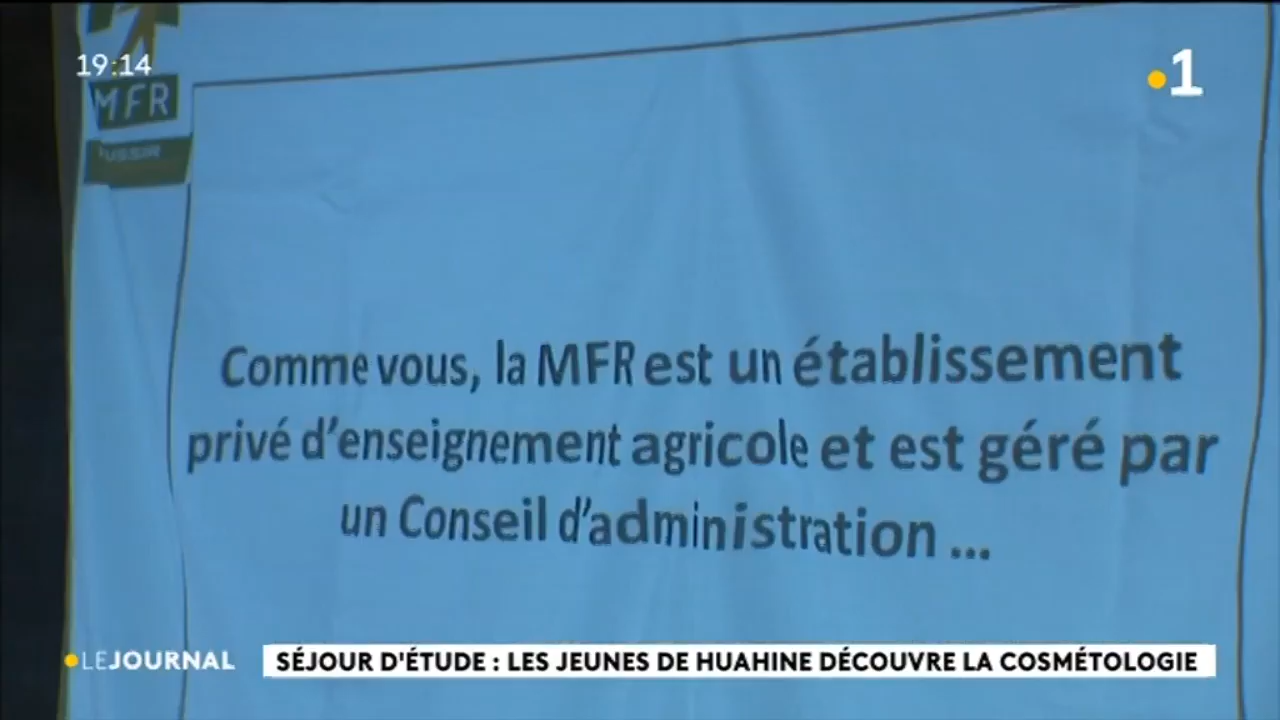 19:14
1
MFR
Comme vous, la MFR est un établissement
privé d'enseignement agricole et est géré par
un Conseil d'administration ...
LEJOURNAL
SÉJOUR D'ÉTUDE : LES JEUNES DE HUAHINE DÉCOUVRE LA COSMÉTOLOGIE